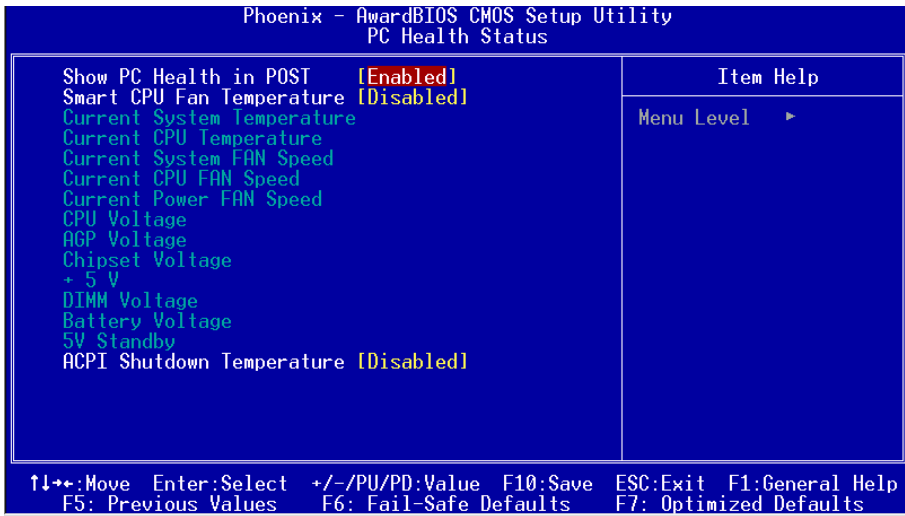 Phoenix - AwardBIOS CMOS Setup Utility
PC Health Status
Show PC Health in POST [Enabled]
Smart CPU Fan Temperature [Disabled]
Current System Temperature
Current CPU Temperature
Current System FAN Speed
Current CPU FAN Speed
Current Power FAN Speed
CPU Voltage
AGP Voltage
Chipset Voltage
+ 5 V
DIMM Voltage
Battery Voltage
5V Standby
ACPI Shutdown Temperature [Disabled]
Item Help
Menu Level ►
↑↓→←:Move Enter:Select +/-/PU/PD:Value F10:Save ESC:Exit F1:General Help
F5: Previous Values F6: Fail-Safe Defaults F7: Optimized Defaults